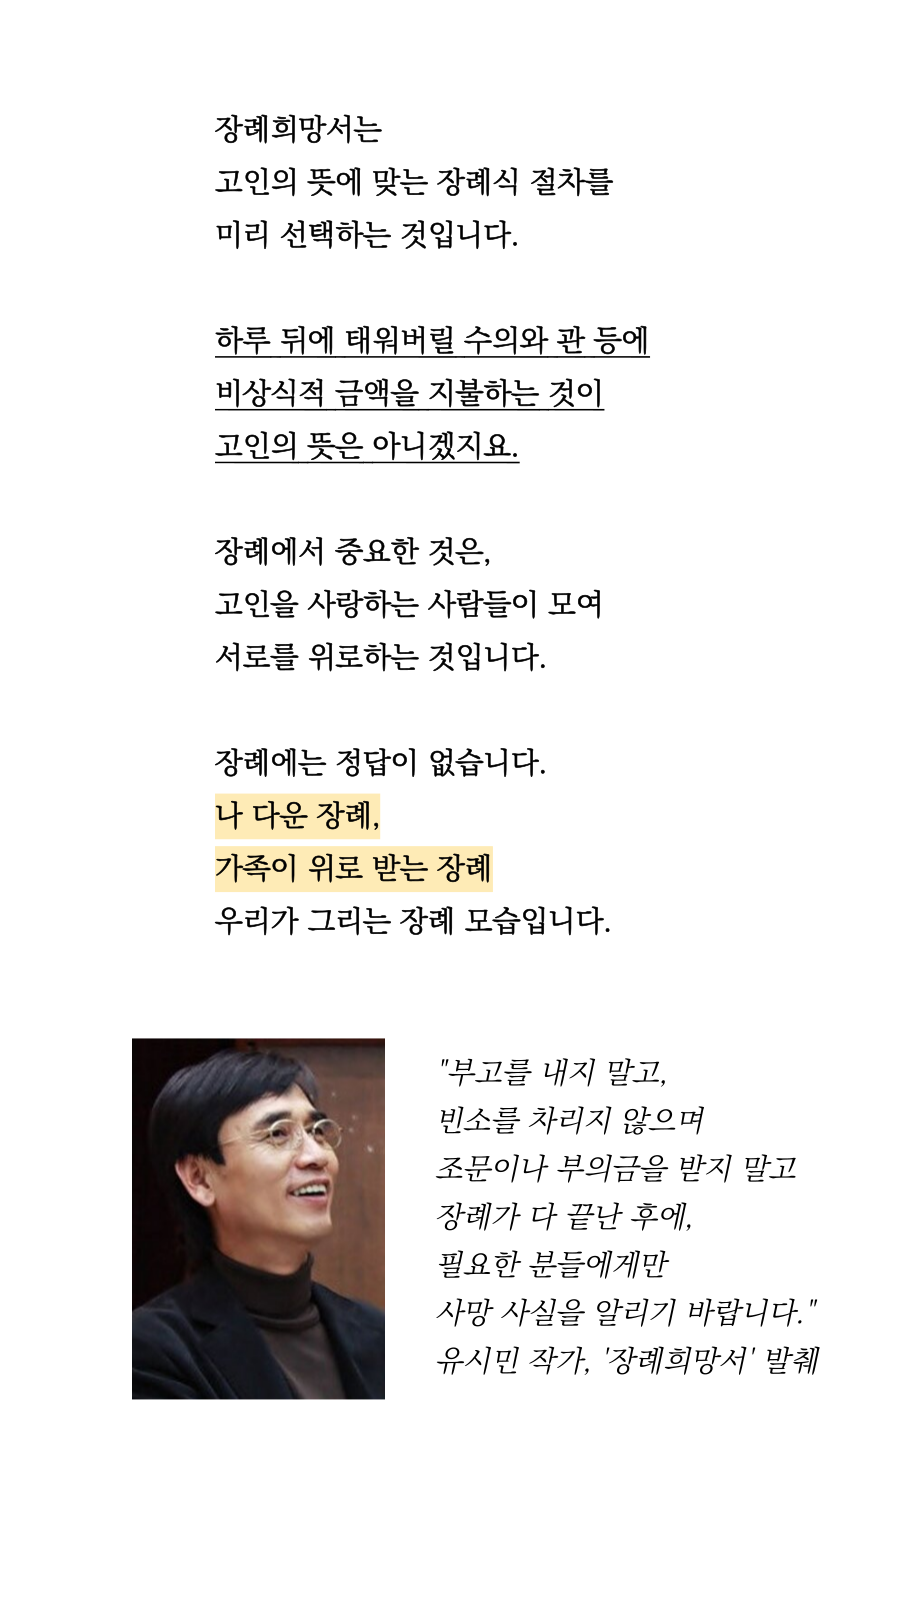 장례희망서는
고인의 뜻에 맞는 장례식 절차를
미리 선택하는 것입니다.
하루 뒤에 태워버릴 수의와 관 등에
비상식적 금액을 지불하는 것이
고인의 뜻은 아니겠지요.
장례에서 중요한 것은,
고인을 사랑하는 사람들이 모여
서로를 위로하는 것입니다.
장례에는 정답이 없습니다.
나 다운 장례,
가족이 위로 받는 장례
우리가 그리는 장례 모습입니다.
"부고를 내지 말고,
빈소를 차리지 않으며
조문이나 부의금을 받지 말고
장례가 다 끝난 후에,
필요한 분들에게만
사망 사실을 알리기 바랍니다."
유시민 작가, '장례희망서' 발췌